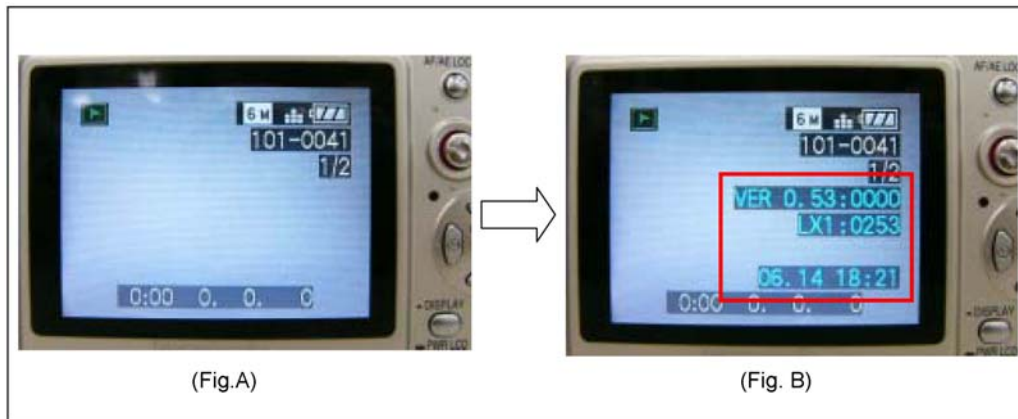 AF/AE LOC
6M
101-0041
1/2
0:00 0. 0. 0
DISPLAY
PWR LCD
(Fig.A)
AF/AE LOC
6M
101-0041
1/2
VER 0.53:0000
LX1:0253
06.14 18:21
0:00 0. 0. 0
DISPLAY
PWR LCD
(Fig. B)